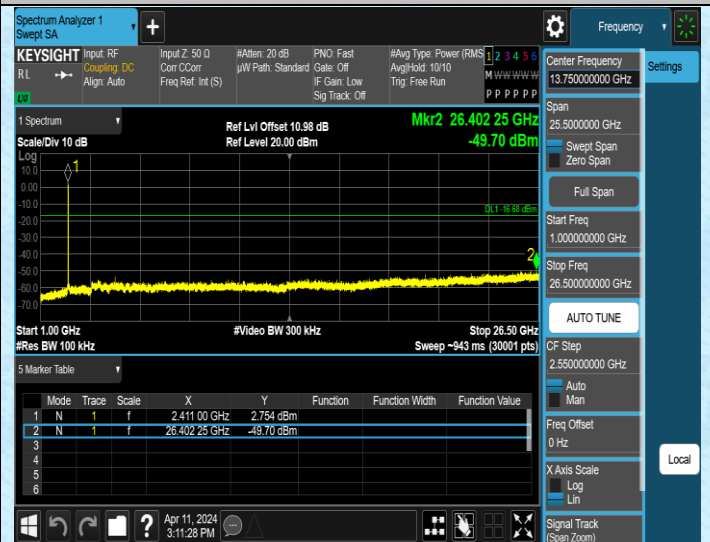 Spectrum Analyzer 1
Swept SA
+
Frequency
KEYSIGHT
RL
LXI
Input: RF
Coupling: DC
Align: Auto
Input Z: 50 Ω
Corr CCorr
Freq Ref: Int (S)
#Atten: 20 dB
µW Path: Standard
PNO: Fast
Gate: Off
IF Gain: Low
Sig Track: Off
#Avg Type: Power (RMS
Avg|Hold: 10/10
Trig: Free Run
1 2 3 4 5 6
M W W W W W
P P P P P P
Center Frequency
13.750000000 GHz
Settings
Span
25.5000000 GHz
Swept Span
Zero Span
Full Span
Start Freq
1.000000000 GHz
Stop Freq
26.500000000 GHz
AUTO TUNE
CF Step
2.550000000 GHz
Auto
Man
Freq Offset
0 Hz
X Axis Scale
Log
Lin
Signal Track
(Span Zoom)
Local
1 Spectrum
Scale/Div 10 dB
Ref Lvl Offset 10.98 dB
Ref Level 20.00 dBm
Mkr2 26.402 25 GHz
-49.70 dBm
Log
10.0
0.00
-10.0
-20.0
-30.0
-40.0
-50.0
-60.0
-70.0
1
DL1 -16.68 dBm
2
Start 1.00 GHz
#Res BW 100 kHz
#Video BW 300 kHz
Stop 26.50 GHz
Sweep ~943 ms (30001 pts)
5 Marker Table
Mode Trace Scale X Y Function Function Width Function Value
1 N 1 f 2.411 00 GHz 2.754 dBm
2 N 1 f 26.402 25 GHz -49.70 dBm
3
4
5
6
?
Apr 11, 2024
3:11:28 PM